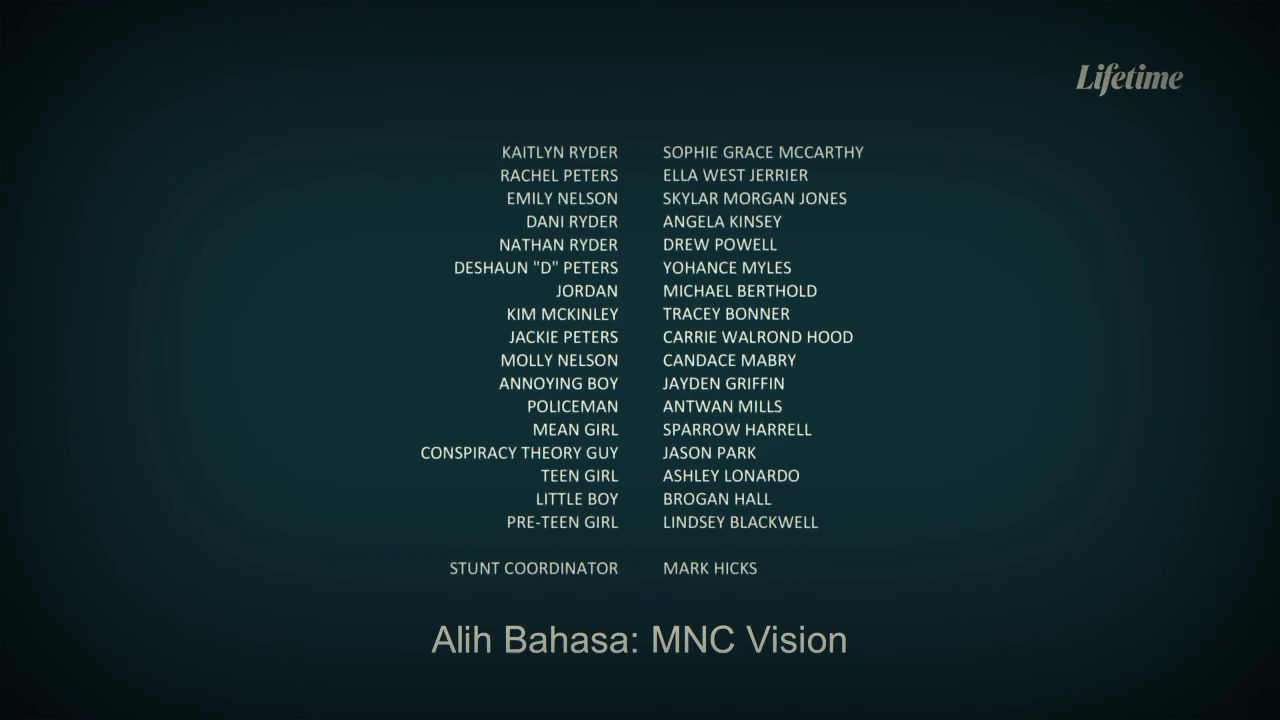 Lifetime
KAITLYN RYDER SOPHIE GRACE MCCARTHY
RACHEL PETERS ELLA WEST JERRIER
EMILY NELSON SKYLAR MORGAN JONES
DANI RYDER ANGELA KINSEY
NATHAN RYDER DREW POWELL
DESHAUN "D" PETERS YOHANCE MYLES
JORDAN MICHAEL BERTHOLD
KIM MCKINLEY TRACEY BONNER
JACKIE PETERS CARRIE WALROND HOOD
MOLLY NELSON CANDACE MABRY
ANNOYING BOY JAYDEN GRIFFIN
POLICEMAN ANTWAN MILLS
MEAN GIRL SPARROW HARRELL
CONSPIRACY THEORY GUY JASON PARK
TEEN GIRL ASHLEY LONARDO
LITTLE BOY BROGAN HALL
PRE-TEEN GIRL LINDSEY BLACKWELL
STUNT COORDINATOR MARK HICKS
Alih Bahasa: MNC Vision